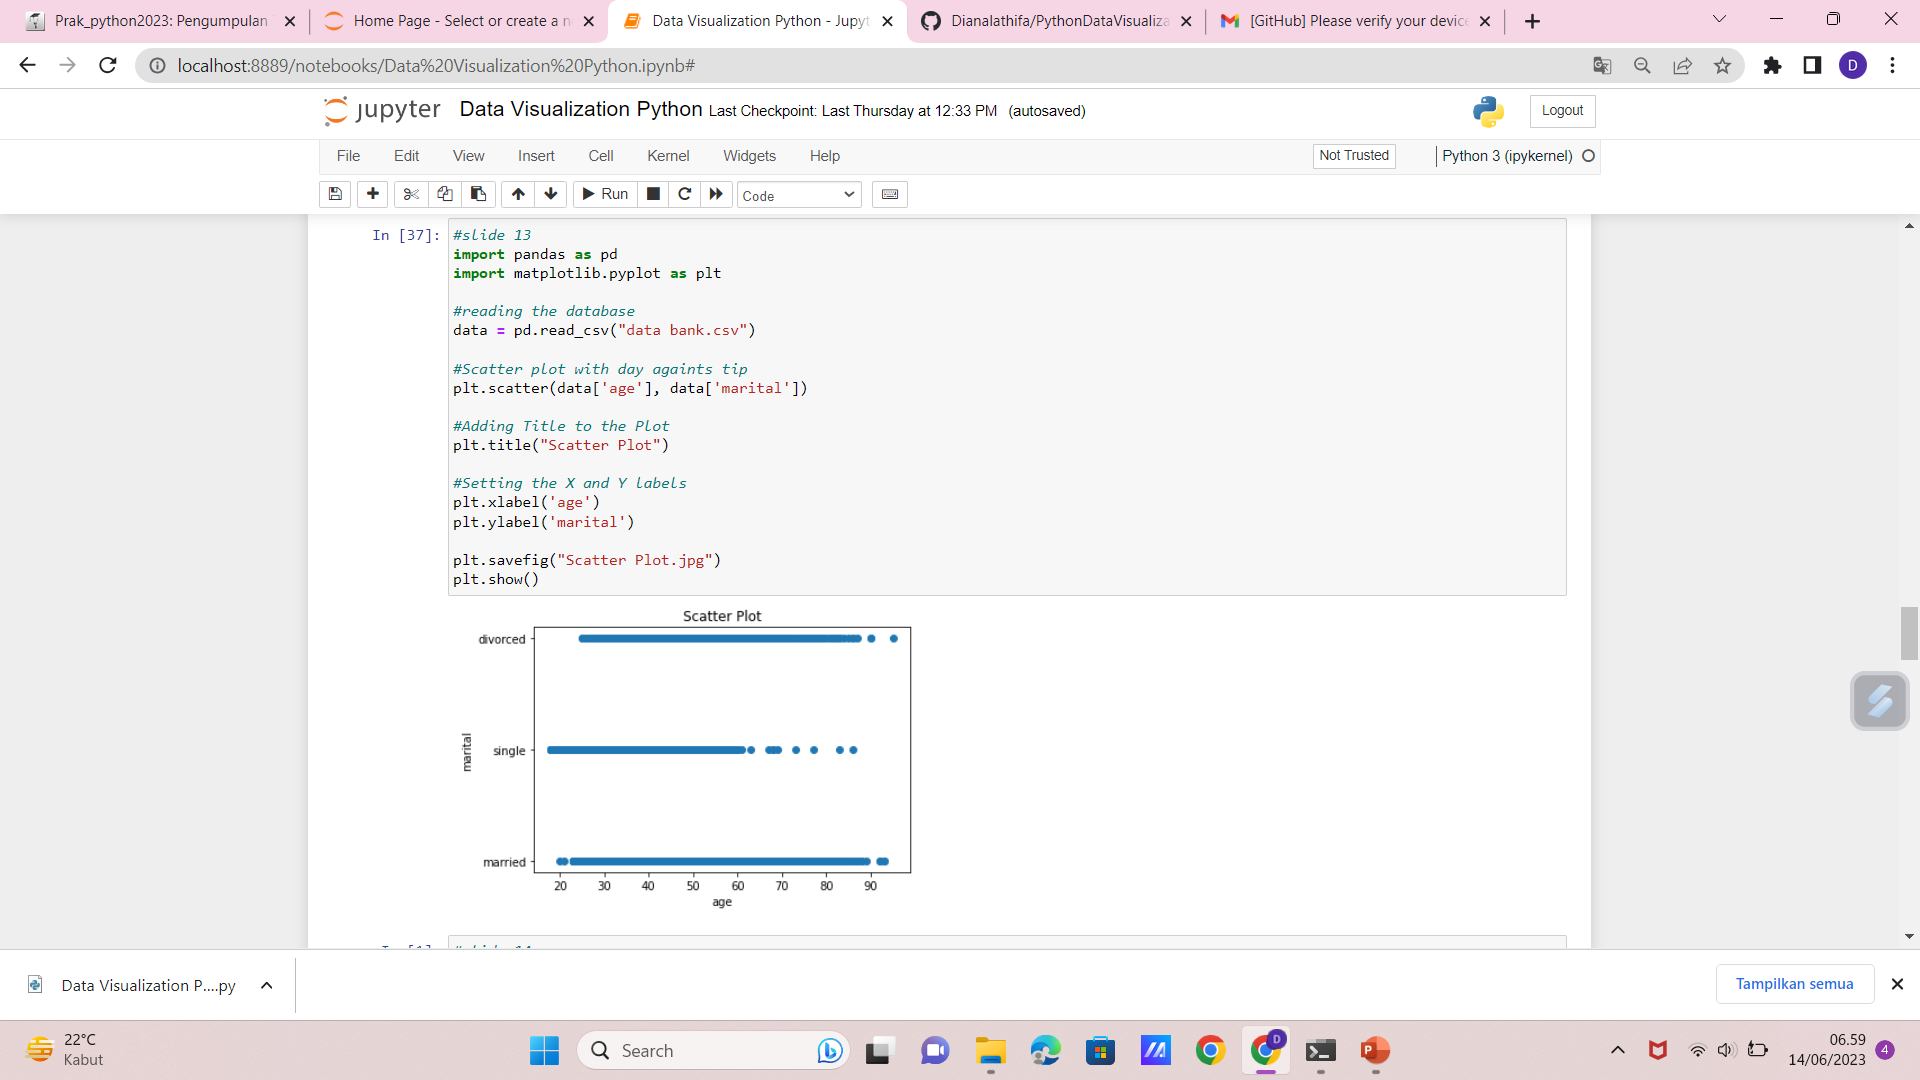 Prak_python2023: Pengumpulan
Home Page - Select or create a n
Data Visualization Python - Jupyt
Dianalathifa/PythonDataVisualiza
[GitHub] Please verify your device
localhost:8889/notebooks/Data%20Visualization%20Python.ipynb#
D
jupyter Data Visualization Python Last Checkpoint: Last Thursday at 12:33 PM (autosaved)
Logout
File Edit View Insert Cell Kernel Widgets Help
Not Trusted
Python 3 (ipykernel)
Run
Code
In [37]:
#slide 13
import pandas as pd
import matplotlib.pyplot as plt
#reading the database
data = pd.read_csv("data bank.csv")
#Scatter plot with day againts tip
plt.scatter(data['age'], data['marital'])
#Adding Title to the Plot
plt.title("Scatter Plot")
#Setting the X and Y labels
plt.xlabel('age')
plt.ylabel('marital')
plt.savefig("Scatter Plot.jpg")
plt.show()
Scatter Plot
divorced
single
married
marital
20 30 40 50 60 70 80 90
age
Data Visualization P....py
Tampilkan semua
22°C
Kabut
Search
D
06.59
14/06/2023
4